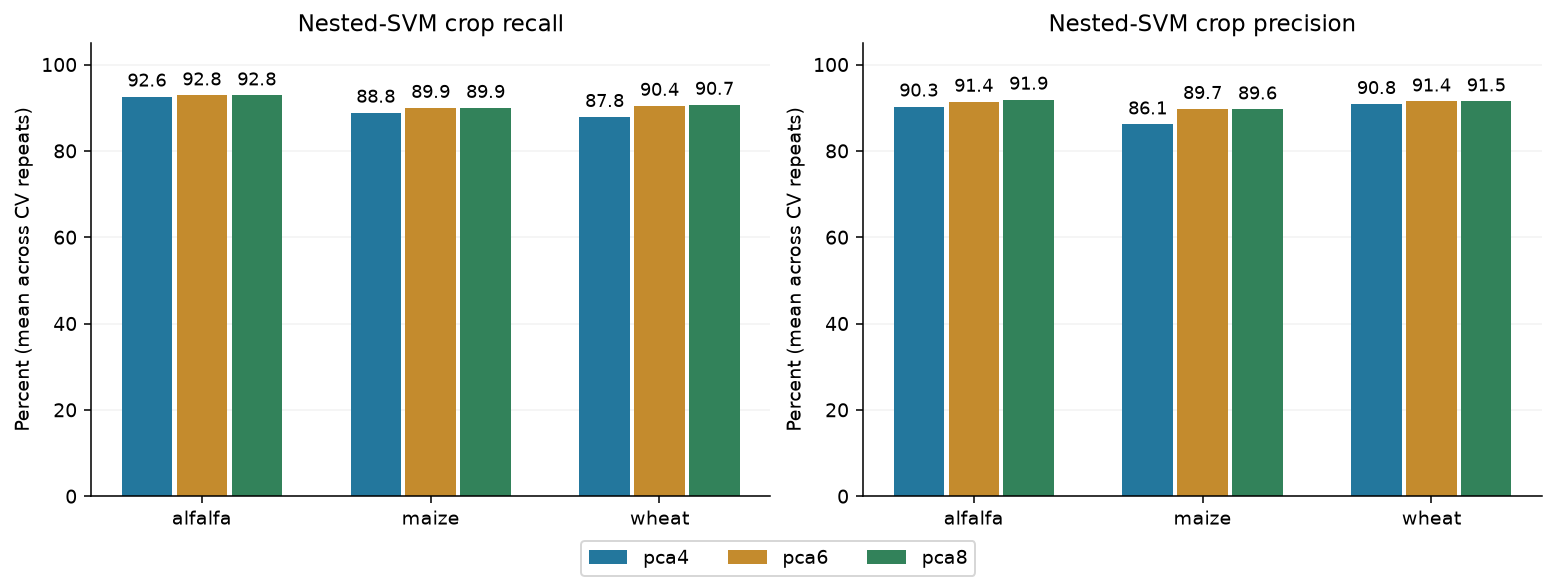 Nested-SVM crop recall
Percent (mean across CV repeats)
100
80
60
40
20
0
92.6 92.8 92.8
88.8 89.9 89.9
87.8 90.4 90.7
alfalfa maize wheat
Nested-SVM crop precision
Percent (mean across CV repeats)
100
80
60
40
20
0
90.3 91.4 91.9
86.1 89.7 89.6
90.8 91.4 91.5
alfalfa maize wheat
pca4 pca6 pca8